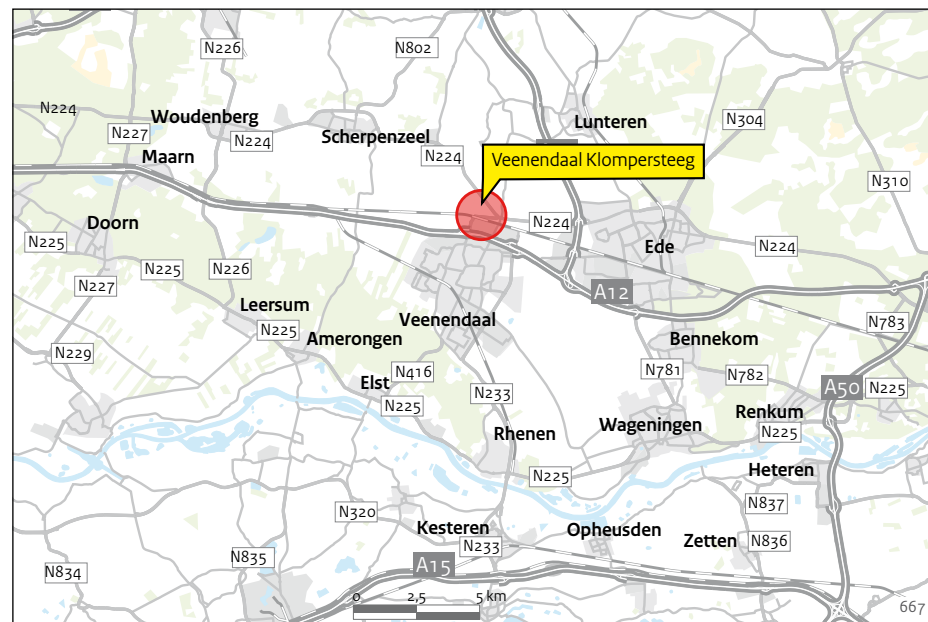 N226
N802
N224
Woudenberg
N227
N224
Maarn
Scherpenzeel
N224
Lunteren
N304
Veenendaal Klompersteeg
N310
Doorn
N225
N225
N226
N227
N224
Ede
N224
A12
Leersum
N225
Amerongen
Veenendaal
N783
Bennekom
N229
N416
Elst
N225
N233
N781
N782
A50
N225
Renkum
N225
Rhenen
Wageningen
N225
Heteren
N837
N320
Kesteren
N233
Opheusden
Zetten
N836
N834
N835
A15
0 2,5 5 km
667